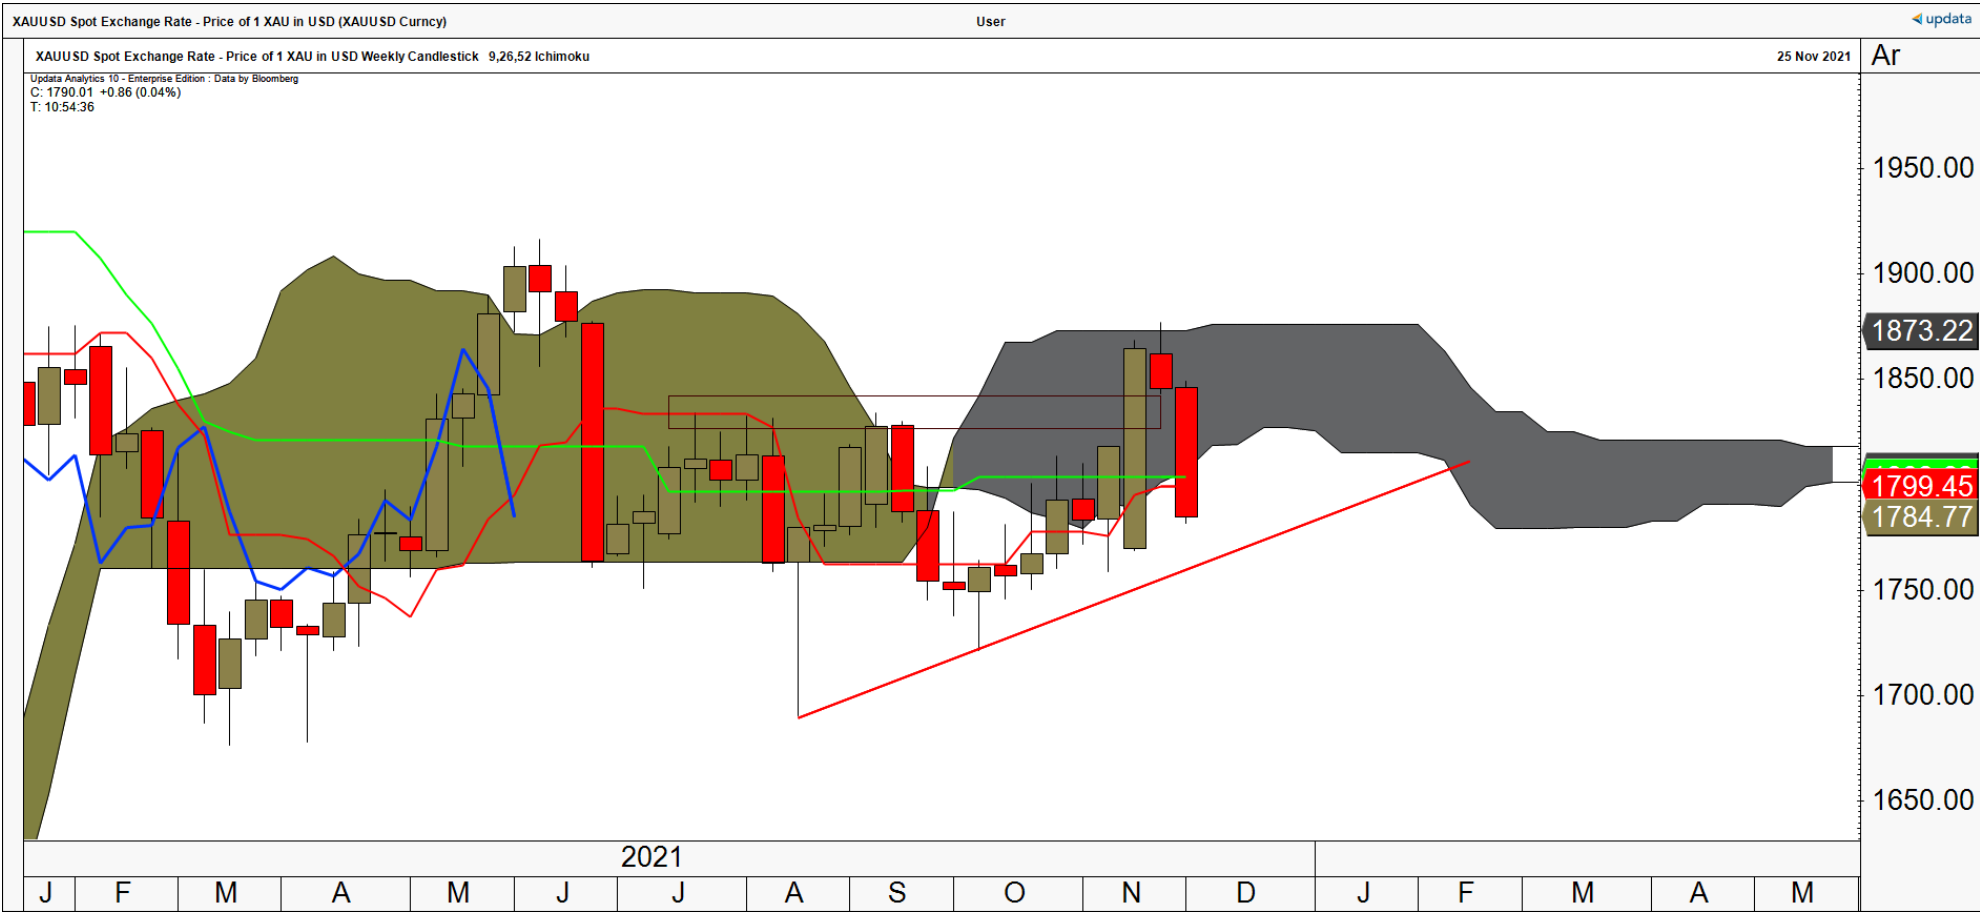 XAUUSD Spot Exchange Rate - Price of 1 XAU in USD (XAUUSD Curncy) User updata
XAUUSD Spot Exchange Rate - Price of 1 XAU in USD Weekly Candlestick 9,26,52 Ichimoku 25 Nov 2021 Ar
Updata Analytics 10 - Enterprise Edition : Data by Bloomberg
C: 1790.01 +0.86 (0.04%)
T: 10:54:36
1950.00
1900.00
1873.22
1850.00
1799.45
1784.77
1750.00
1700.00
1650.00
2021
J F M A M J J A S O N D J F M A M